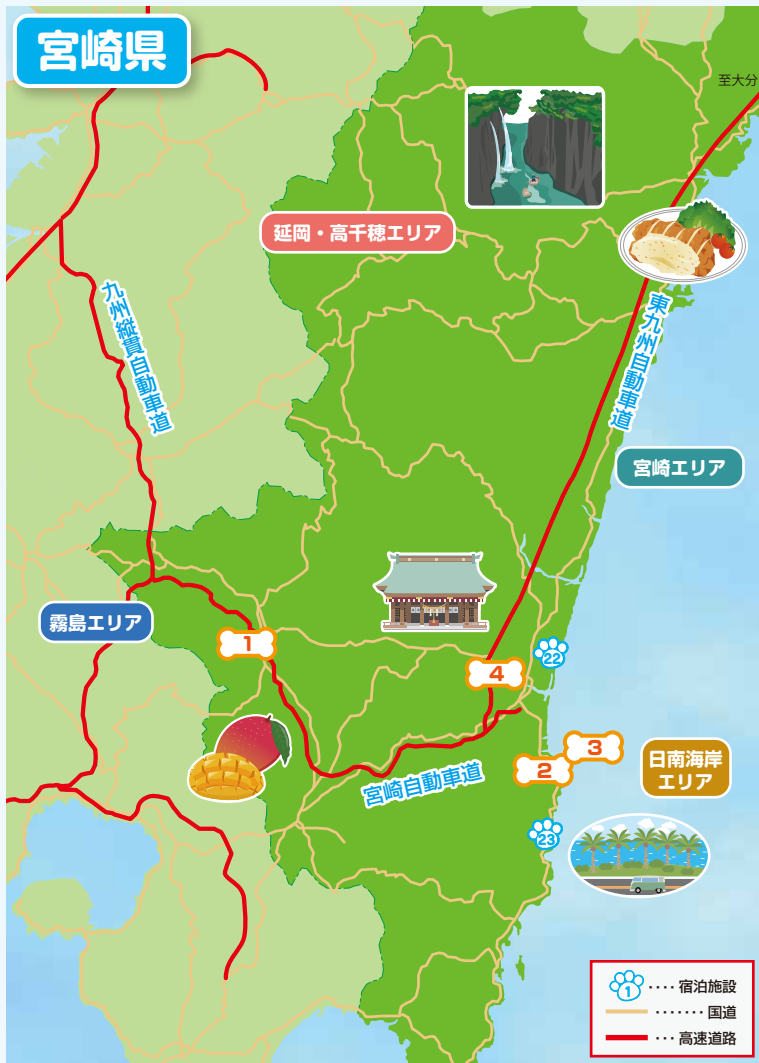 宮崎県
至大分
延岡・高千穂エリア
九州縦貫自動車道
東九州自動車道
宮崎エリア
霧島エリア
1
22
4
3
2
日南海岸
エリア
宮崎自動車道
23
1 ････ 宿泊施設
･･･････ 国道
･･･ 高速道路